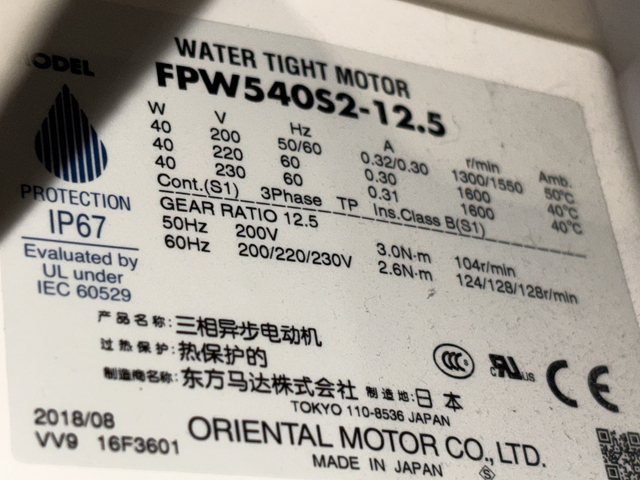 WATER TIGHT MOTOR
MODEL FPW540S2-12.5
W V Hz A r/min Amb.
40 200 50/60 0.32/0.30 1300/1550 50°C
40 220 60 0.30 1600 40°C
40 230 60 0.31 1600 40°C
Cont.(S1) 3Phase TP Ins.Class B(S1)
GEAR RATIO 12.5
50Hz 200V 3.0N·m 104r/min
60Hz 200/220/230V 2.6N·m 124/128/128r/min
PROTECTION
IP67
Evaluated by
UL under
IEC 60529
产品名称: 三相异步电动机
过热保护: 热保护的
制造商名称: 东方马达株式会社 制造地: 日本
TOKYO 110-8536 JAPAN
CCC c RU us CE
2018/08
VV9 16F3601
ORIENTAL MOTOR CO., LTD.
MADE IN JAPAN S